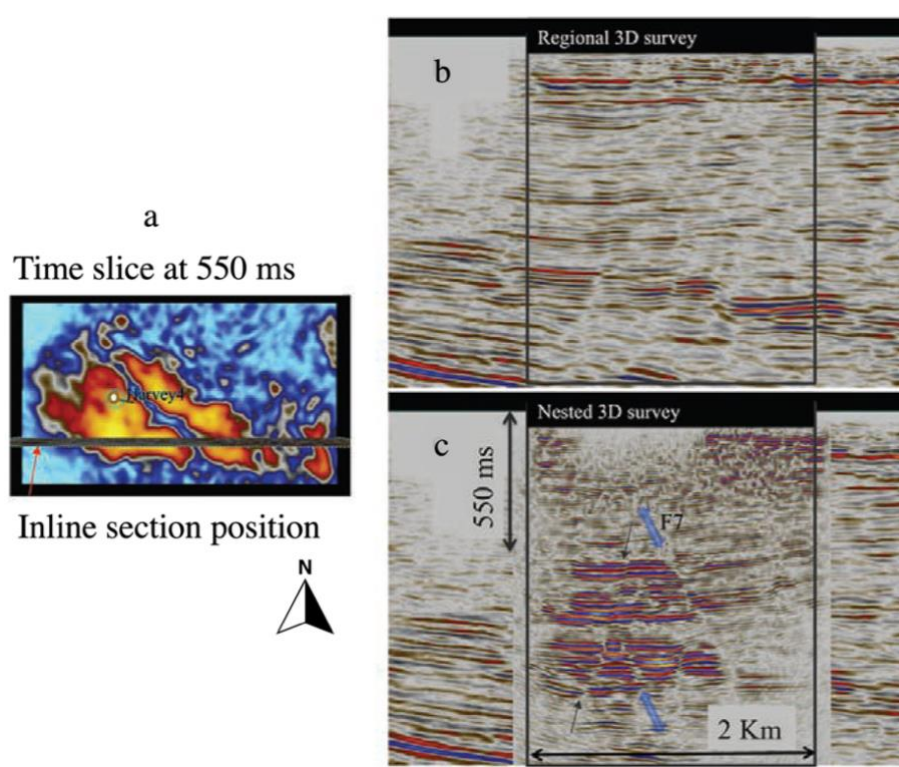 a
Time slice at 550 ms
Harvey4
Inline section position
N
b
Regional 3D survey
c
Nested 3D survey
550 ms
F7
2 Km